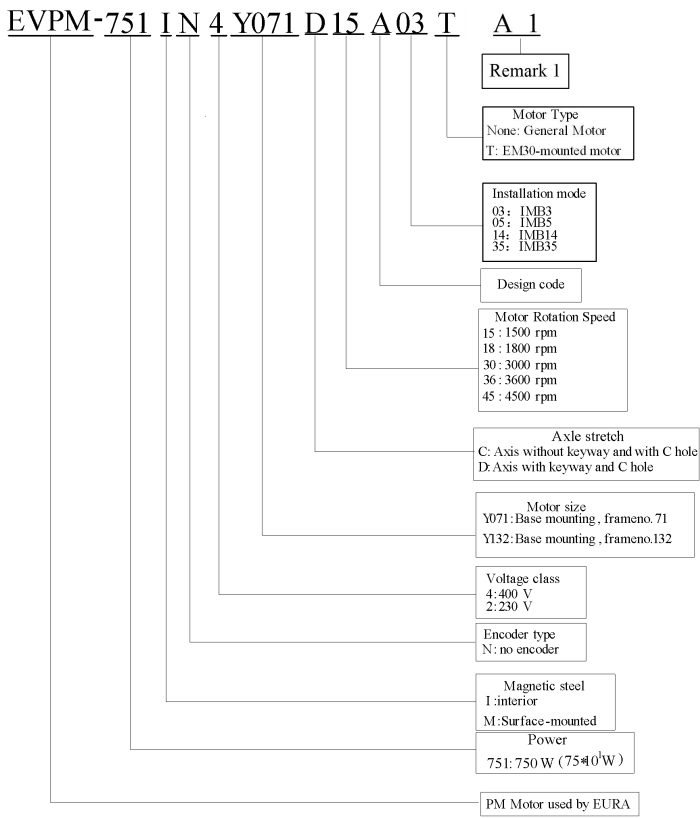 EVPM-751 I N 4 Y071 D 15 A 03 T A 1
Remark 1
Motor Type
None: General Motor
T: EM30-mounted motor
Installation mode
03: IMB3
05: IMB5
14: IMB14
35: IMB35
Design code
Motor Rotation Speed
15 : 1500 rpm
18 : 1800 rpm
30 : 3000 rpm
36 : 3600 rpm
45 : 4500 rpm
Axle stretch
C: Axis without keyway and with C hole
D: Axis with keyway and C hole
Motor size
Y071:Base mounting, frameno.71
Y132:Base mounting, frameno.132
Voltage class
4:400 V
2:230 V
Encoder type
N: no encoder
Magnetic steel
I :interior
M:Surface-mounted
Power
751: 750 W (75*10¹W)
PM Motor used by EURA